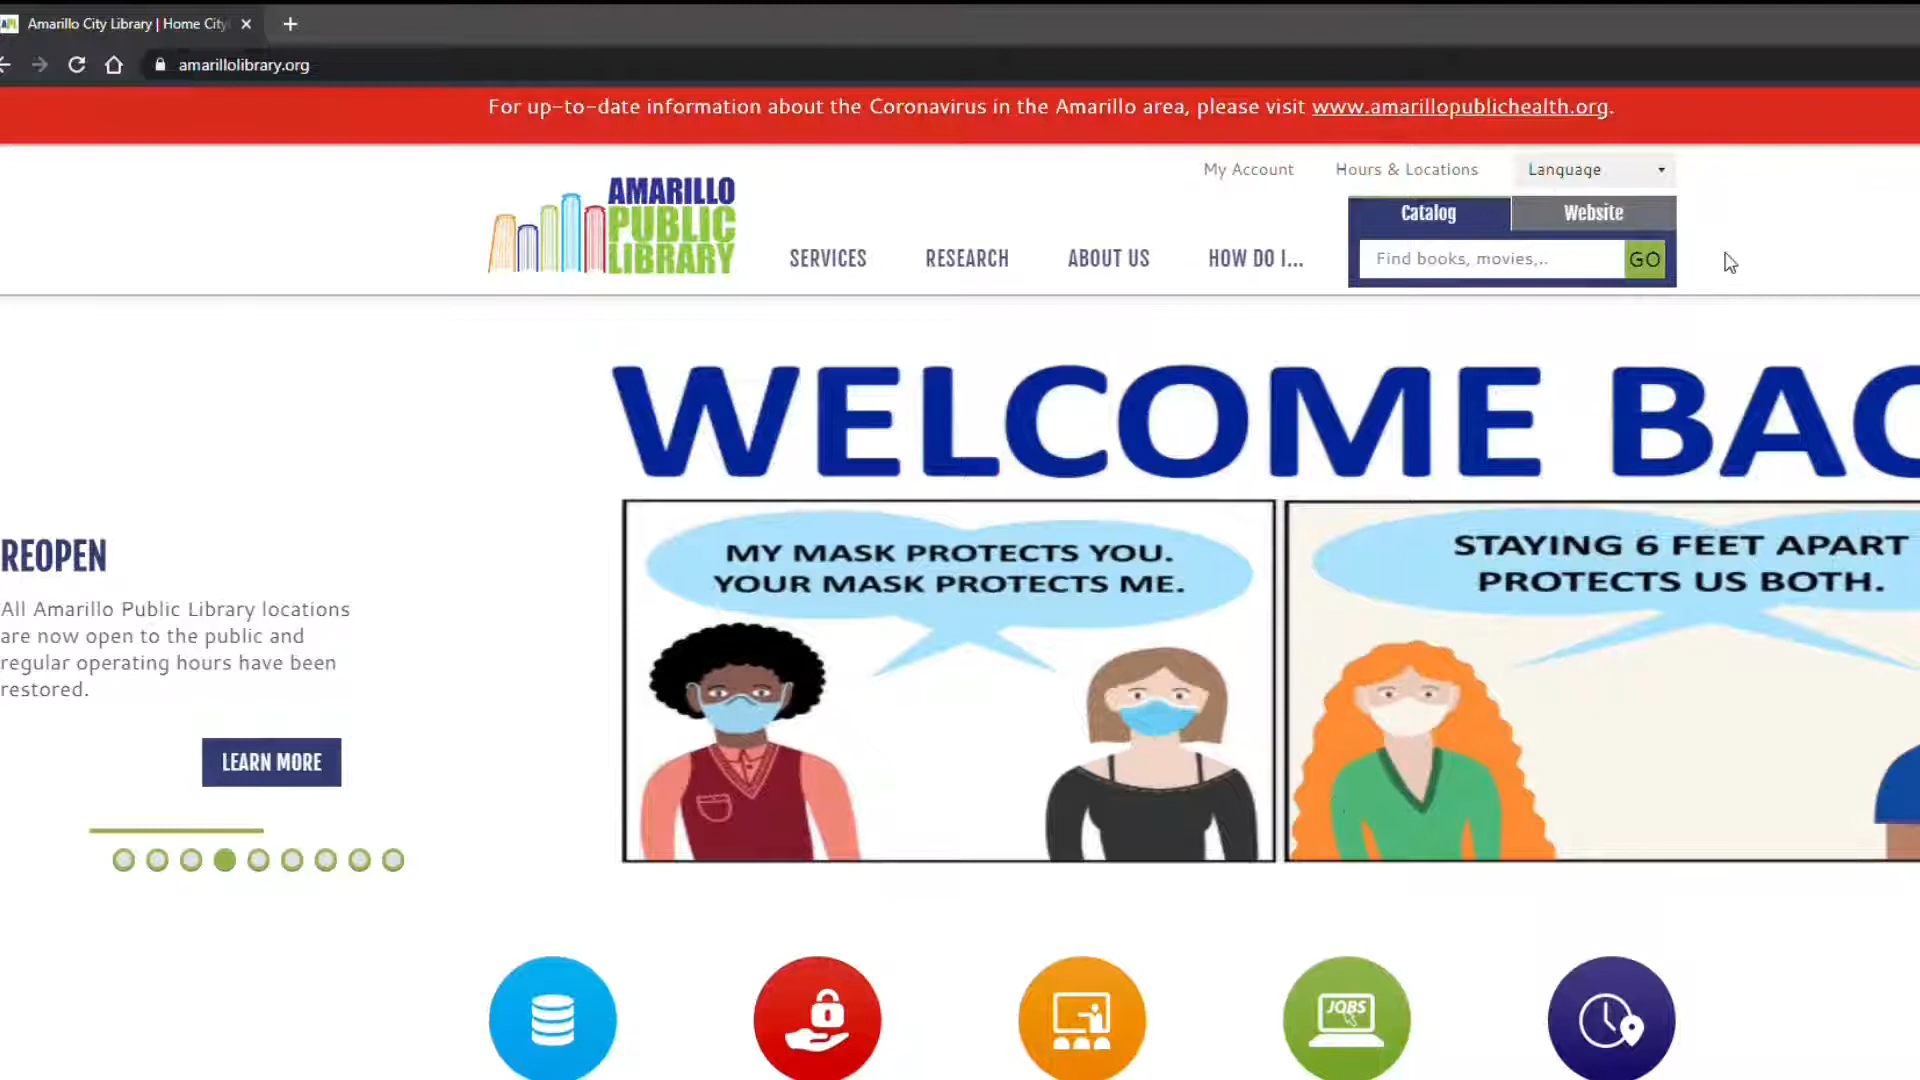 Amarillo City Library | Home City
amarillolibrary.org
For up-to-date information about the Coronavirus in the Amarillo area, please visit www.amarillopublichealth.org.
My Account
Hours & Locations
Language
AMARILLO
PUBLIC
LIBRARY
SERVICES
RESEARCH
ABOUT US
HOW DO I...
Catalog
Website
Find books, movies,..
GO
WELCOME BAC
MY MASK PROTECTS YOU.
YOUR MASK PROTECTS ME.
STAYING 6 FEET APART
PROTECTS US BOTH.
REOPEN
All Amarillo Public Library locations
are now open to the public and
regular operating hours have been
restored.
LEARN MORE
JOBS